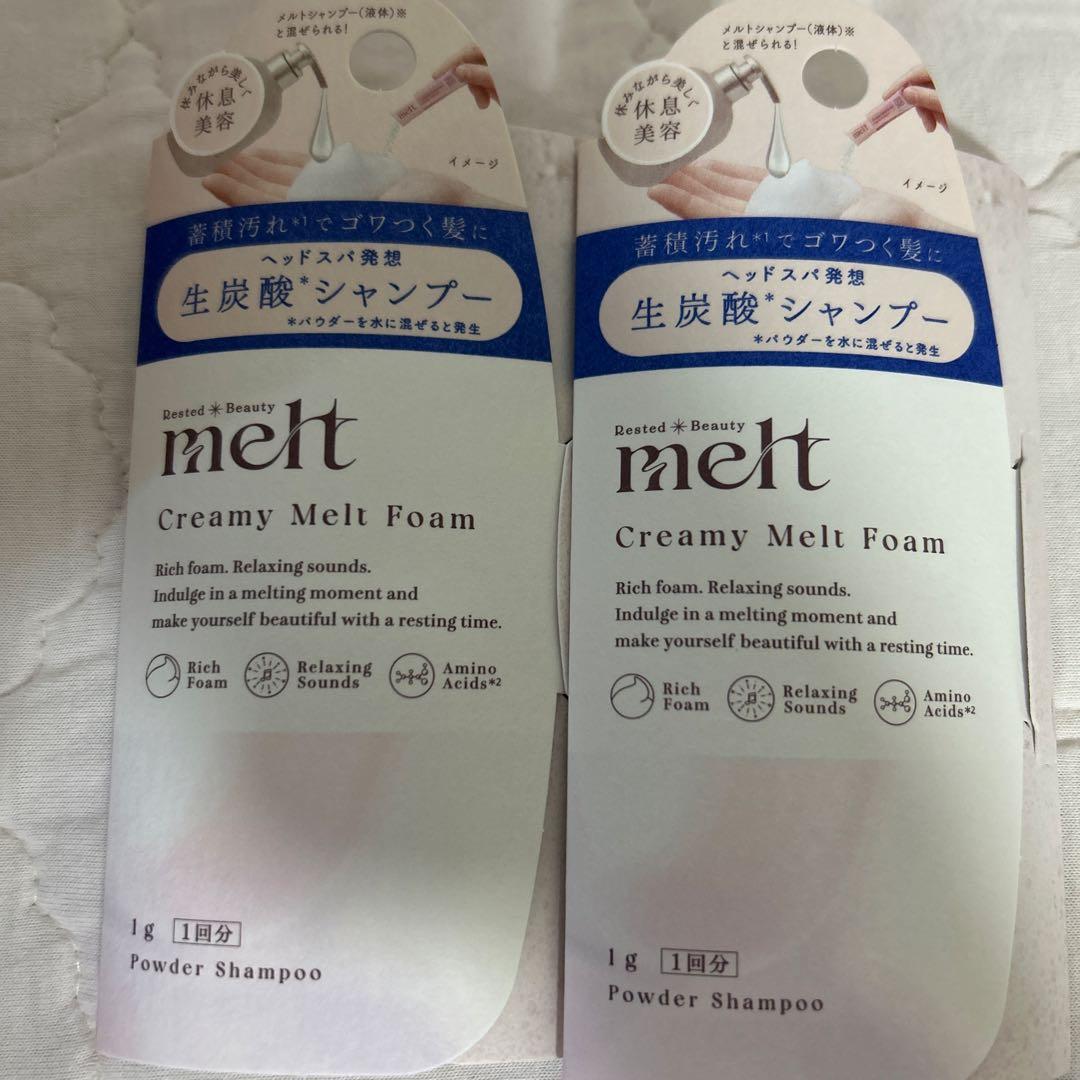 メルトシャンプー(液体)※
と混ぜられる!
休みながら美しく
休息
美容
melt
イメージ
蓄積汚れ*1でゴワつく髪に
ヘッドスパ発想
生炭酸*シャンプー
*パウダーを水に混ぜると発生
Rested Beauty
melt
Creamy Melt Foam
Rich foam. Relaxing sounds.
Indulge in a melting moment and
make yourself beautiful with a resting time.
Rich
Foam
Relaxing
Sounds
Amino
Acids*2
1g 1回分
Powder Shampoo
メルトシャンプー(液体)※
と混ぜられる!
休みながら美しく
休息
美容
melt
イメージ
蓄積汚れ*1でゴワつく髪に
ヘッドスパ発想
生炭酸*シャンプー
*パウダーを水に混ぜると発生
Rested Beauty
melt
Creamy Melt Foam
Rich foam. Relaxing sounds.
Indulge in a melting moment and
make yourself beautiful with a resting time.
Rich
Foam
Relaxing
Sounds
Amino
Acids*2
1g 1回分
Powder Shampoo